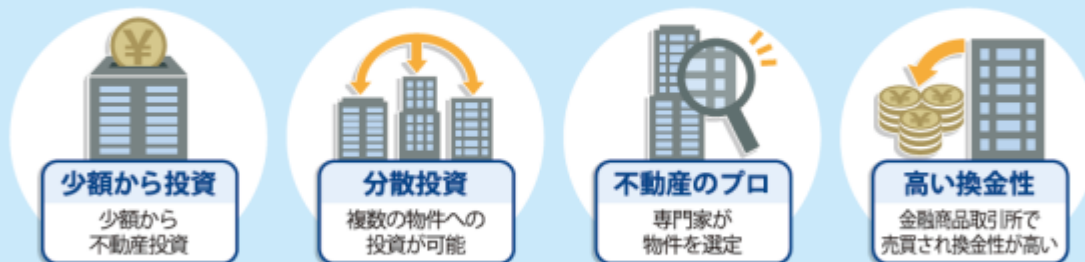 少額から投資
少額から
不動産投資
分散投資
複数の物件への
投資が可能
不動産のプロ
専門家が
物件を選定
高い換金性
金融商品取引所で
売買され換金性が高い